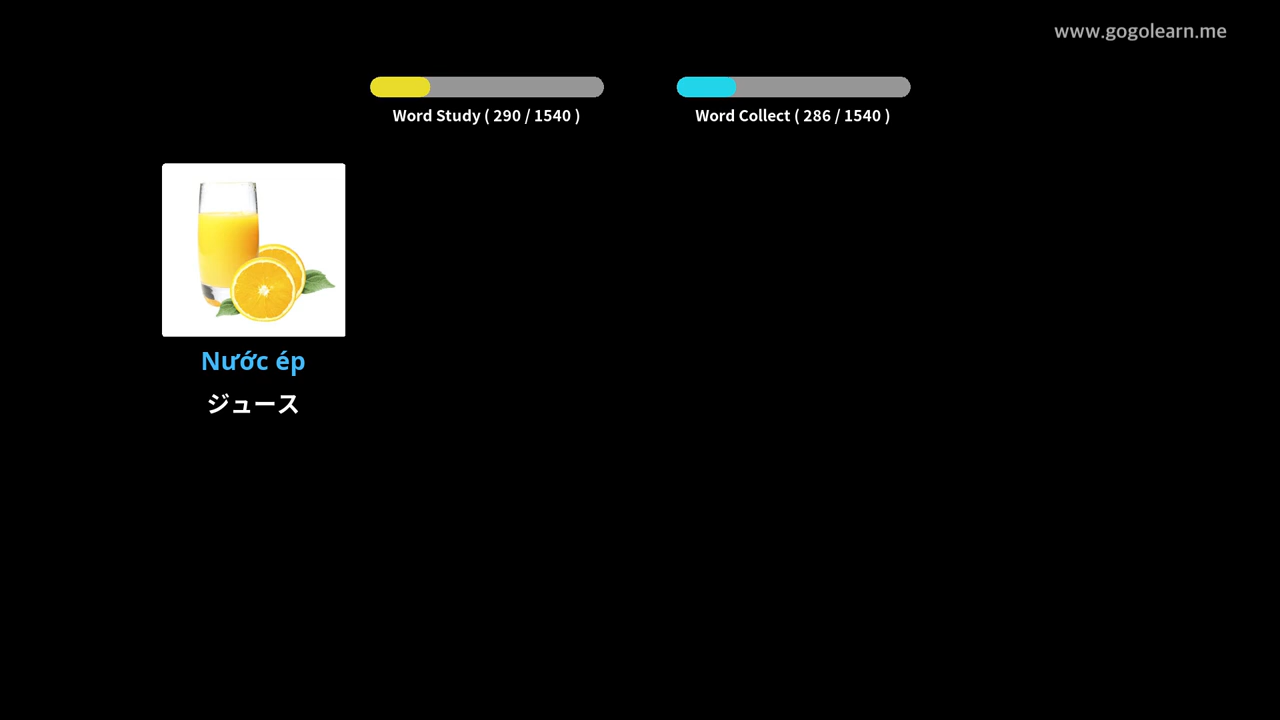 www.gogolearn.me
Word Study ( 290 / 1540 )
Word Collect ( 286 / 1540 )
Nước ép
ジュース